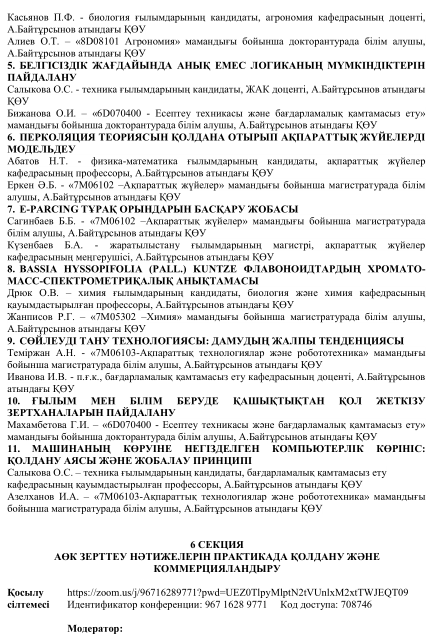 Касьянов П.Ф. - биология ғылымдарының кандидаты, агрономия кафедрасының доценті,
А.Байтұрсынов атындағы ҚӨУ
Алиев О.Т. – «8D08101 Агрономия» мамандығы бойынша докторантурада білім алушы,
А.Байтұрсынов атындағы ҚӨУ
5. БЕЛГІСІЗДІК ЖАҒДАЙЫНДА АНЫҚ ЕМЕС ЛОГИКАНЫҢ МҮМКІНДІКТЕРІН
ПАЙДАЛАНУ
Салыкова О.С. - техника ғылымдарының кандидаты, ЖАК доценті, А.Байтұрсынов атындағы
ҚӨУ
Бижанова О.И. – «6D070400 - Есептеу техникасы және бағдарламалық қамтамасыз ету»
мамандығы бойынша докторантурада білім алушы, А.Байтұрсынов атындағы ҚӨУ
6. ПЕРКОЛЯЦИЯ ТЕОРИЯСЫН ҚОЛДАНА ОТЫРЫП АҚПАРАТТЫҚ ЖҮЙЕЛЕРДІ
МОДЕЛЬДЕУ
Абатов Н.Т. - физика-математика ғылымдарының кандидаты, ақпараттық жүйелер
кафедрасының профессоры, А.Байтұрсынов атындағы ҚӨУ
Еркен Ә.Б. - «7М06102 –Ақпараттық жүйелер» мамандығы бойынша магистратурада білім
алушы, А.Байтұрсынов атындағы ҚӨУ
7. E-PARCING ТҰРАҚ ОРЫНДАРЫН БАСҚАРУ ЖОБАСЫ
Сагинбаев Б.Б. - «7М06102 –Ақпараттық жүйелер» мамандығы бойынша магистратурада
білім алушы, А.Байтұрсынов атындағы ҚӨУ
Күзенбаев Б.А. - жаратылыстану ғылымдарының магистрі, ақпараттық жүйелер
кафедрасының меңгерушісі, А.Байтұрсынов атындағы ҚӨУ
8. BASSIA HYSSOPIFOLIA (PALL.) KUNTZE ФЛАВОНОИДТАРДЫҢ ХРОМАТО-
МАСС-СПЕКТРОМЕТРИҚАЛЫҚ АНЫҚТАМАСЫ
Дрюк О.В. – химия ғылымдарының кандидаты, биология және химия кафедрасының
қауымдастырылған профессоры, А.Байтұрсынов атындағы ҚӨУ
Жанписов Р.Г. – «7М05302 –Химия» мамандығы бойынша магистратурада білім алушы,
А.Байтұрсынов атындағы ҚӨУ
9. СӨЙЛЕУДІ ТАНУ ТЕХНОЛОГИЯСЫ: ДАМУДЫҢ ЖАЛПЫ ТЕНДЕНЦИЯСЫ
Теміржан А.Н. - «7М06103-Ақпараттық технологиялар және робототехника» мамандығы
бойынша магистратурада білім алушы, А.Байтұрсынов атындағы ҚӨУ
Иванова И.В. - п.ғ.к., бағдарламалық қамтамасыз ету кафедрасының доценті, А.Байтұрсынов
атындағы ҚӨУ
10. ҒЫЛЫМ МЕН БІЛІМ БЕРУДЕ ҚАШЫҚТЫҚТАН ҚОЛ ЖЕТКІЗУ
ЗЕРТХАНАЛАРЫН ПАЙДАЛАНУ
Махамбетова Г.И. – «6D070400 - Есептеу техникасы және бағдарламалық қамтамасыз ету»
мамандығы бойынша докторантурада білім алушы, А.Байтұрсынов атындағы ҚӨУ
11. МАШИНАНЫҢ КӨРУІНЕ НЕГІЗДЕЛГЕН КОМПЬЮТЕРЛІК КӨРІНІС:
ҚОЛДАНУ АЯСЫ ЖӘНЕ ЖОБАЛАУ ПРИНЦИПІ
Салыкова О.С. – техника ғылымдарының кандидаты, бағдарламалық қамтамасыз ету
кафедрасының қауымдастырылған профессоры, А.Байтұрсынов атындағы ҚӨУ
Азелханов И.А. – «7М06103-Ақпараттық технологиялар және робототехника» мамандығы
бойынша магистратурада білім алушы, А.Байтұрсынов атындағы ҚӨУ
6 СЕКЦИЯ
АӨК ЗЕРТТЕУ НӘТИЖЕЛЕРІН ПРАКТИКАДА ҚОЛДАНУ ЖӘНЕ
КОММЕРЦИЯЛАНДЫРУ
Қосылу https://zoom.us/j/96716289771?pwd=UEZ0TlpyMlptN2tVUnlxM2xtTWJEQT09
сілтемесі Идентификатор конференции: 967 1628 9771 Код доступа: 708746
Модератор: